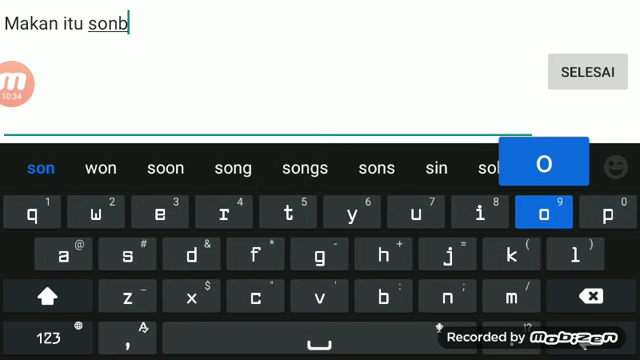 Makan itu sonb
SELESAI
10:34
son won soon song songs sons sin
o
q 1 w 2 e 3 r 4 t 5 y 6 u 7 i 8 o 9 p 0
a @ s # d & f * g - h + j = k ( l )
z _ x $ c " v ' b : n ; m /
123 , !?
Recorded by mobizen